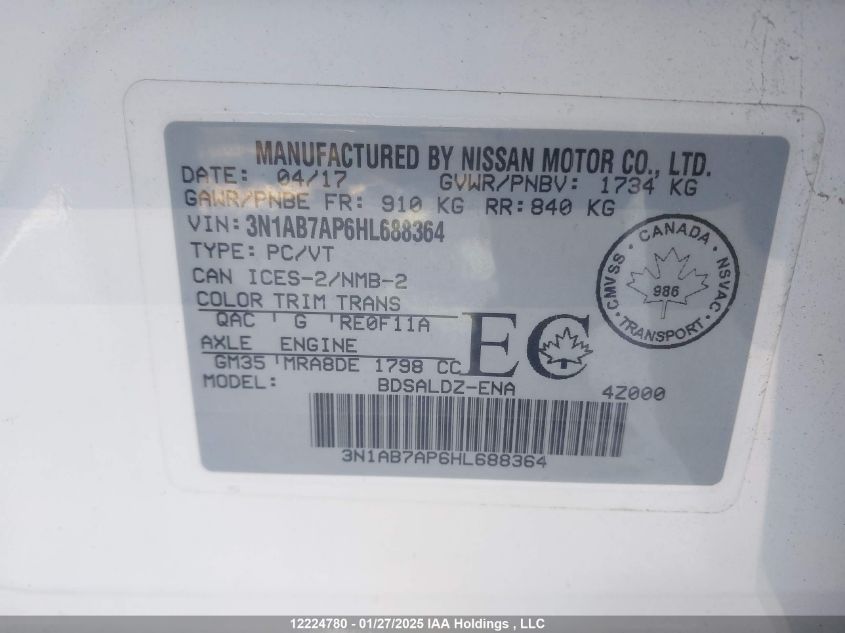 MANUFACTURED BY NISSAN MOTOR CO., LTD.
DATE: 04/17 GVWR/PNBV: 1734 KG
GAWR/PNBE FR: 910 KG RR:840 KG
VIN: 3N1AB7AP6HL688364
TYPE: PC/VT
CAN ICES-2/NMB-2
COLOR TRIM TRANS
QAC G RE0F11A
AXLE ENGINE
GM35 MRA8DE 1798 CC
EC
MODEL: BDSALDZ-ENA 4Z000
3N1AB7AP6HL688364
CANADA
CMVSS 986 NSVAC
TRANSPORT
12224780 - 01/27/2025 IAA Holdings , LLC